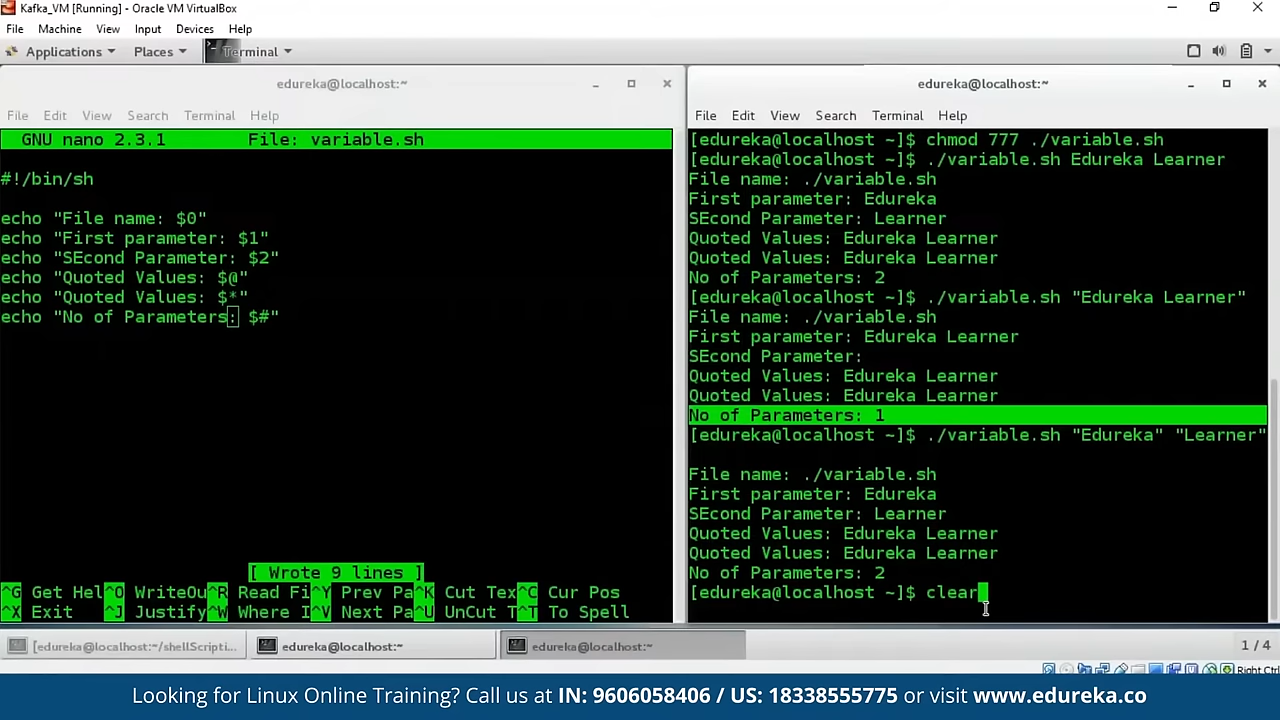 Kafka_VM [Running] - Oracle VM VirtualBox
File Machine View Input Devices Help
Applications Places Terminal
edureka@localhost:~
File Edit View Search Terminal Help
GNU nano 2.3.1 File: variable.sh
#!/bin/sh
echo "File name: $0"
echo "First parameter: $1"
echo "SEcond Parameter: $2"
echo "Quoted Values: $@"
echo "Quoted Values: $*"
echo "No of Parameters: $#"
[ Wrote 9 lines ]
^G Get Hel^O WriteOu^R Read Fi^Y Prev Pa^K Cut Tex^C Cur Pos
^X Exit ^J Justify^W Where I^V Next Pa^U UnCut T^T To Spell
edureka@localhost:~
File Edit View Search Terminal Help
[edureka@localhost ~]$ chmod 777 ./variable.sh
[edureka@localhost ~]$ ./variable.sh Edureka Learner
File name: ./variable.sh
First parameter: Edureka
SEcond Parameter: Learner
Quoted Values: Edureka Learner
Quoted Values: Edureka Learner
No of Parameters: 2
[edureka@localhost ~]$ ./variable.sh "Edureka Learner"
File name: ./variable.sh
First parameter: Edureka Learner
SEcond Parameter:
Quoted Values: Edureka Learner
Quoted Values: Edureka Learner
No of Parameters: 1
[edureka@localhost ~]$ ./variable.sh "Edureka" "Learner"
File name: ./variable.sh
First parameter: Edureka
SEcond Parameter: Learner
Quoted Values: Edureka Learner
Quoted Values: Edureka Learner
No of Parameters: 2
[edureka@localhost ~]$ clear
[edureka@localhost:~/shellScripti... edureka@localhost:~ edureka@localhost:~ 1 / 4
Right Ctrl
Looking for Linux Online Training? Call us at IN: 9606058406 / US: 18338555775 or visit www.edureka.co